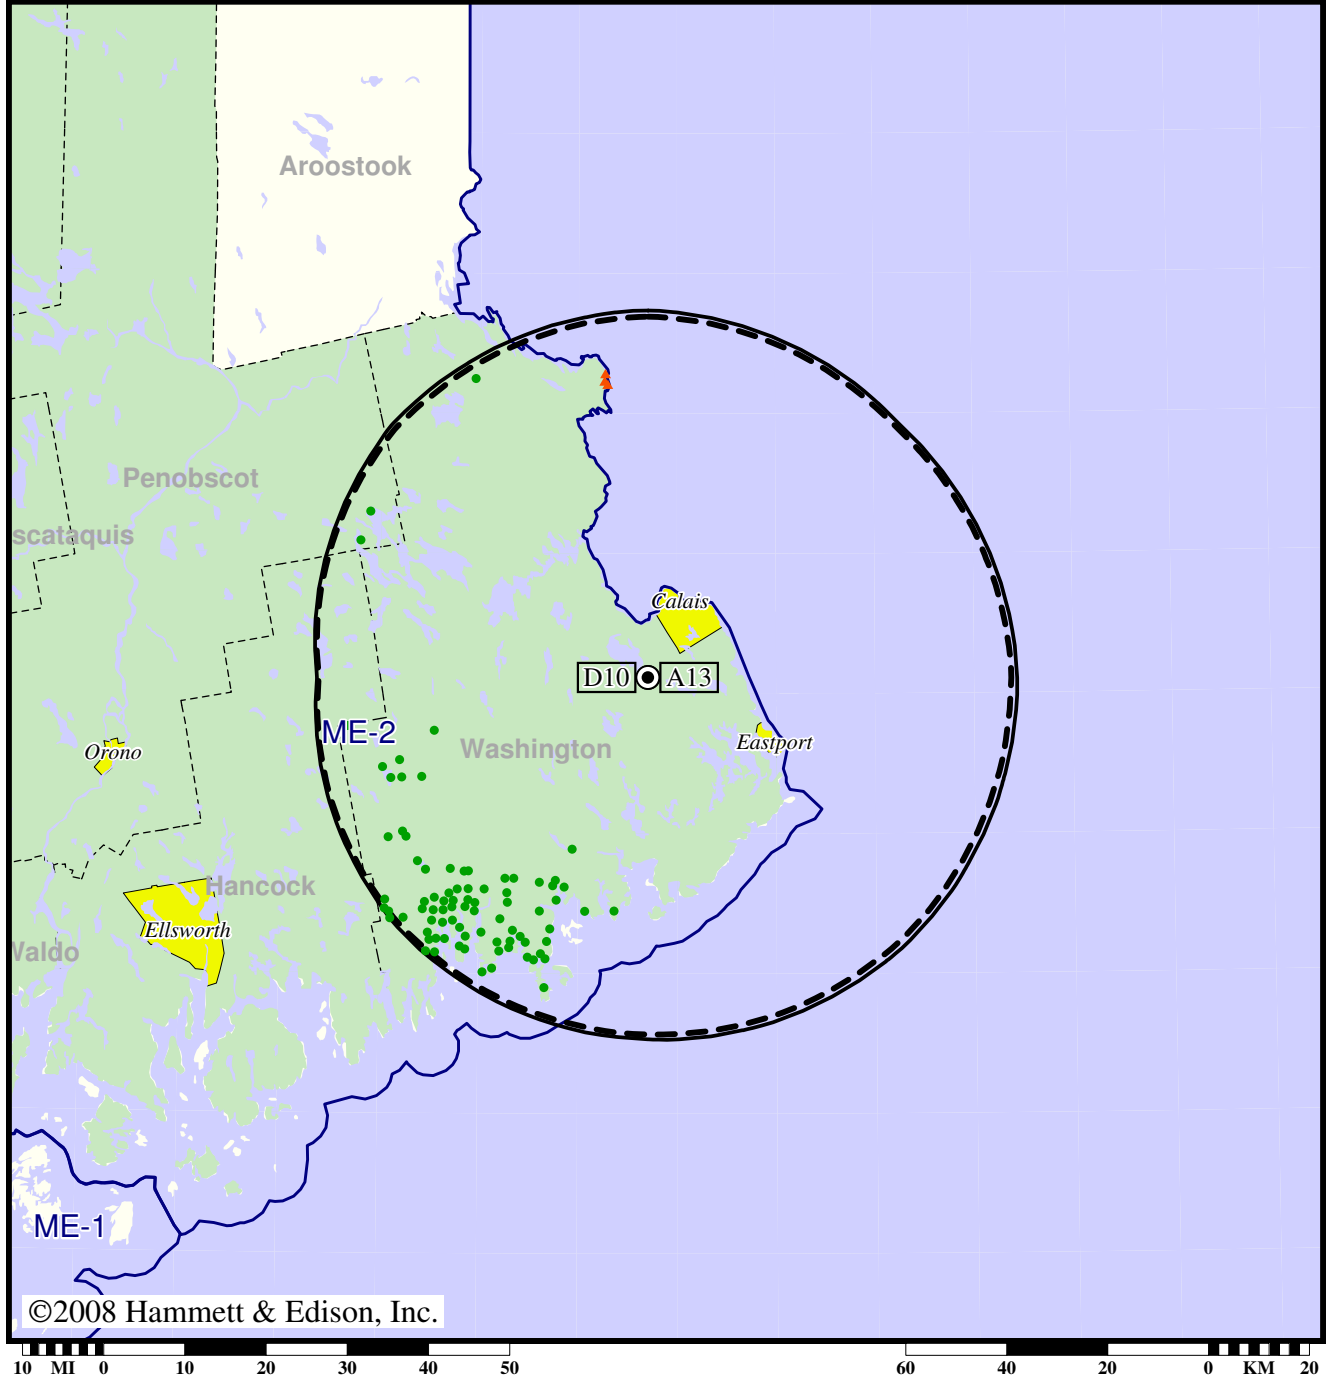 Aroostook
Penobscot
scataquis
Calais
D10 A13
ME-2
Washington
Eastport
Orono
Hancock
Ellsworth
Waldo
ME-1
©2008 Hammett & Edison, Inc.
10 MI 0 10 20 30 40 50 60 40 20 0 KM 20